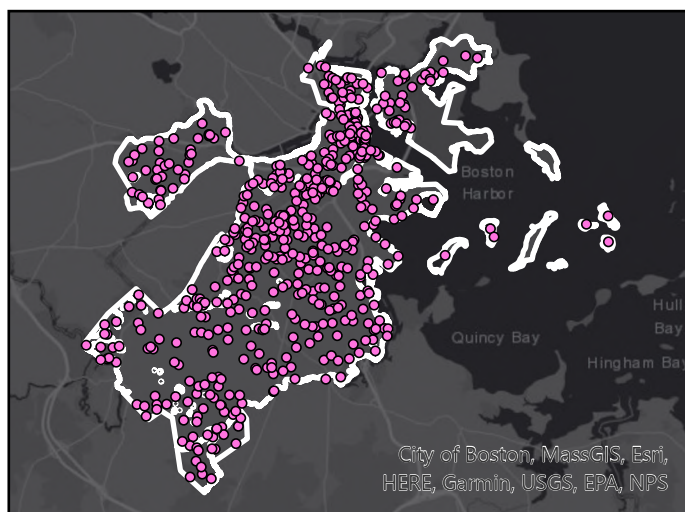 Boston
Harbor
Hull
Bay
Quincy Bay
Hingham Bay
City of Boston, MassGIS, Esri,
HERE, Garmin, USGS, EPA, NPS